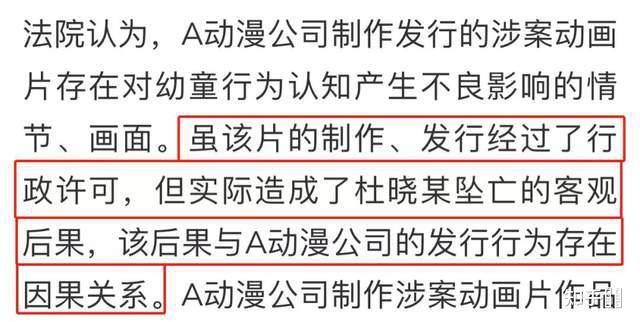 法院认为，A动漫公司制作发行的涉案动画
片存在对幼童行为认知产生不良影响的情
节、画面。虽该片的制作、发行经过了行
政许可，但实际造成了杜晓某坠亡的客观
后果，该后果与A动漫公司的发行行为存在
因果关系。A动漫公司制作涉案动画片作品